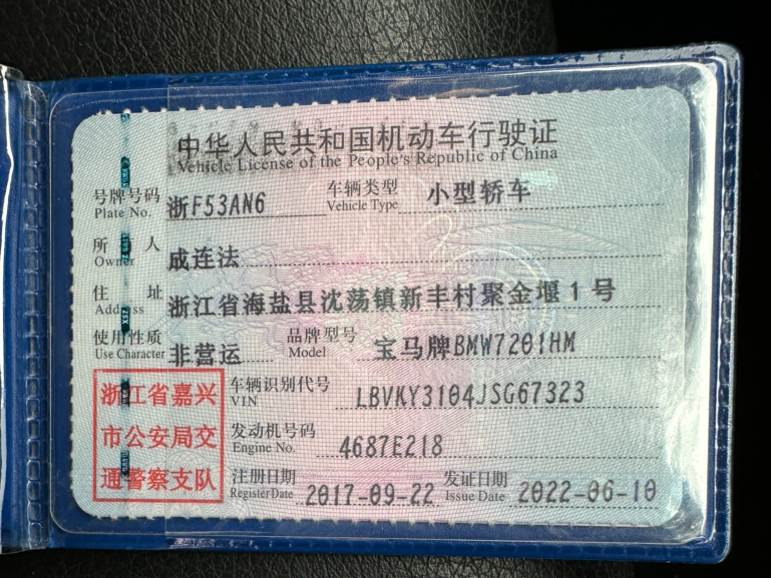 中华人民共和国机动车行驶证
Vehicle License of the People's Republic of China
号牌号码 浙F53AN6 车辆类型 小型轿车
Plate No. Vehicle Type
所有人 成连法
Owner
住址 浙江省海盐县沈荡镇新丰村聚金堰1号
Address
使用性质 非营运 品牌型号 宝马牌BMW7201HM
Use Character Model
浙江省嘉兴
市公安局交
通警察支队
车辆识别代号 LBVKY3104JSG67323
VIN
发动机号码 4687E218
Engine No.
注册日期 2017-09-22 发证日期 2022-06-10
Register Date Issue Date